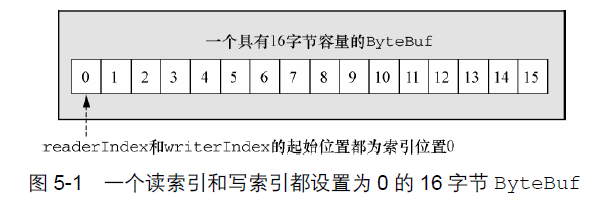 一个具有16字节容量的ByteBuf
0 1 2 3 4 5 6 7 8 9 10 11 12 13 14 15
readerIndex和writerIndex的起始位置都为索引位置0
图 5-1 一个读索引和写索引都设置为 0 的 16 字节 ByteBuf